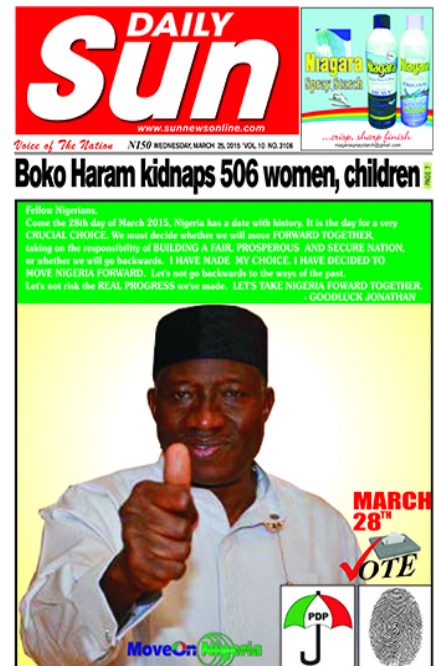 DAILY
Sun
www.sunnewsonline.com
Niagara
Spray Starch
Niagara
Niagara
...crisp, sharp finish
niagaraspraystarch@gmail.com
Voice of The Nation N150 WEDNESDAY, MARCH 25, 2015 VOL. 10 NO. 3106
Boko Haram kidnaps 506 women, children
PAGE 7
Fellow Nigerians,
Come the 28th day of March 2015, Nigeria has a date with history. It is the day for a very
CRUCIAL CHOICE. We must decide whether we will move FORWARD TOGETHER,
taking on the responsibility of BUILDING A FAIR, PROSPEROUS AND SECURE NATION,
or whether we will go backwards. I HAVE MADE MY CHOICE. I HAVE DECIDED TO
MOVE NIGERIA FORWARD. Let's not go backwards to the ways of the past.
Let's not risk the REAL PROGRESS we've made. LET'S TAKE NIGERIA FOWARD TOGETHER.
- GOODLUCK JONATHAN
MARCH
28TH
VOTE
PDP
MoveOn Nigeria